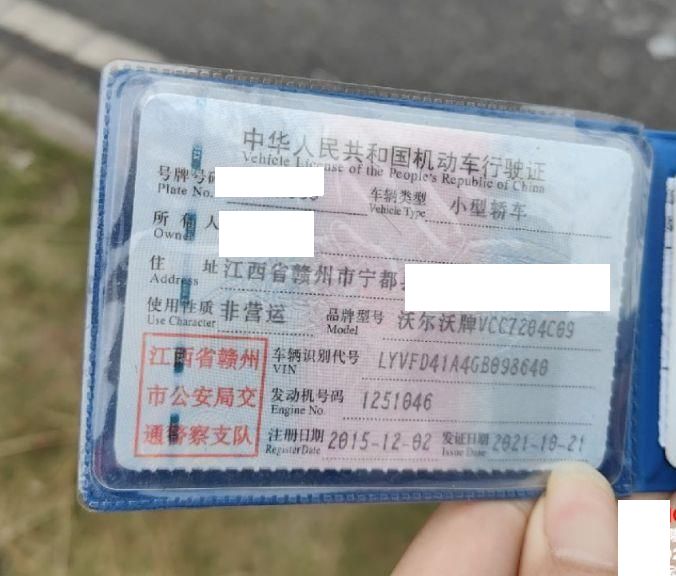 中华人民共和国机动车行驶证
Vehicle License of the People's Republic of China
号牌号码
Plate No.
车辆类型 小型轿车
Vehicle Type
所有人
Owner
住 址 江西省赣州市宁都
Address
使用性质 非营运
Use Character
品牌型号 沃尔沃牌VCC7204C09
Model
江西省赣州
市公安局交
通警察支队
车辆识别代号 LYVFD41A4GB098640
VIN
发动机号码 1251046
Engine No.
注册日期 2015-12-02
Register Date
发证日期 2021-10-21
Issue Date